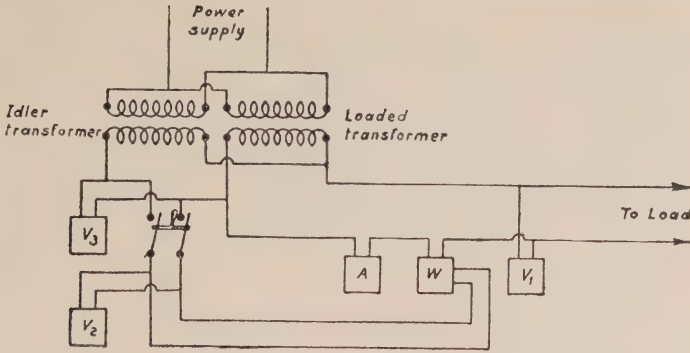 Power
supply
Idler
transformer
Loaded
transformer
To Load
V3
A
W
V1
V2